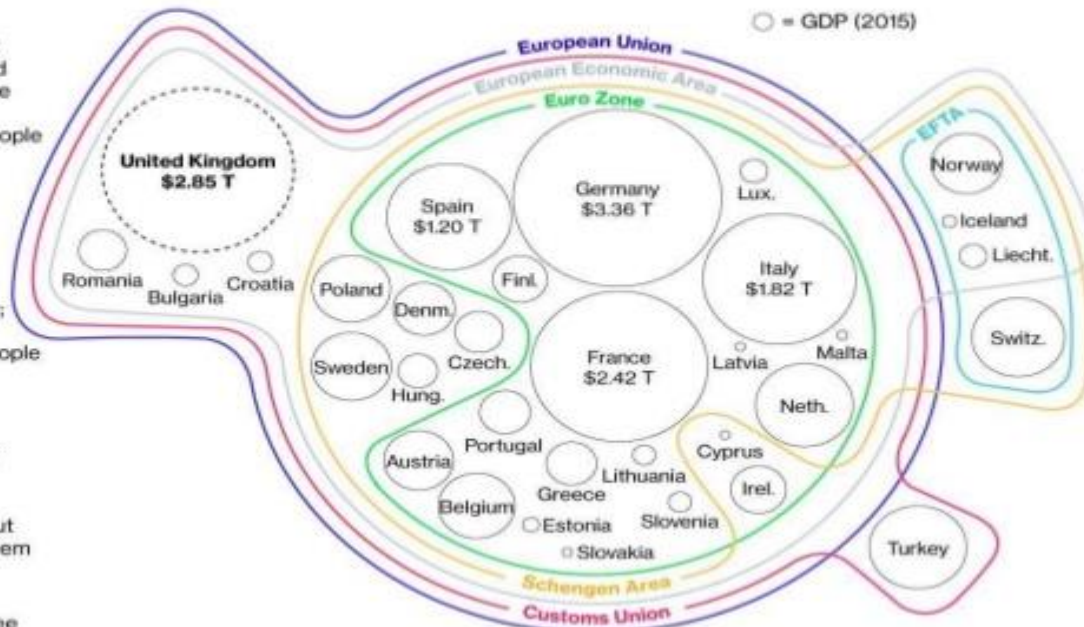 = GDP (2015)
European Union
European Economic Area
Euro Zone
EFTA
United Kingdom
$2.85 T
Romania
Bulgaria
Croatia
Spain
$1.20 T
Germany
$3.36 T
Lux.
Italy
$1.82 T
Finl.
Poland
Denm.
Czech.
Sweden
Hung.
France
$2.42 T
Latvia
Malta
Neth.
Portugal
Austria
Greece
Lithuania
Cyprus
Irel.
Belgium
Estonia
Slovenia
Slovakia
Norway
Iceland
Liecht.
Switz.
Turkey
Schengen Area
Customs Union